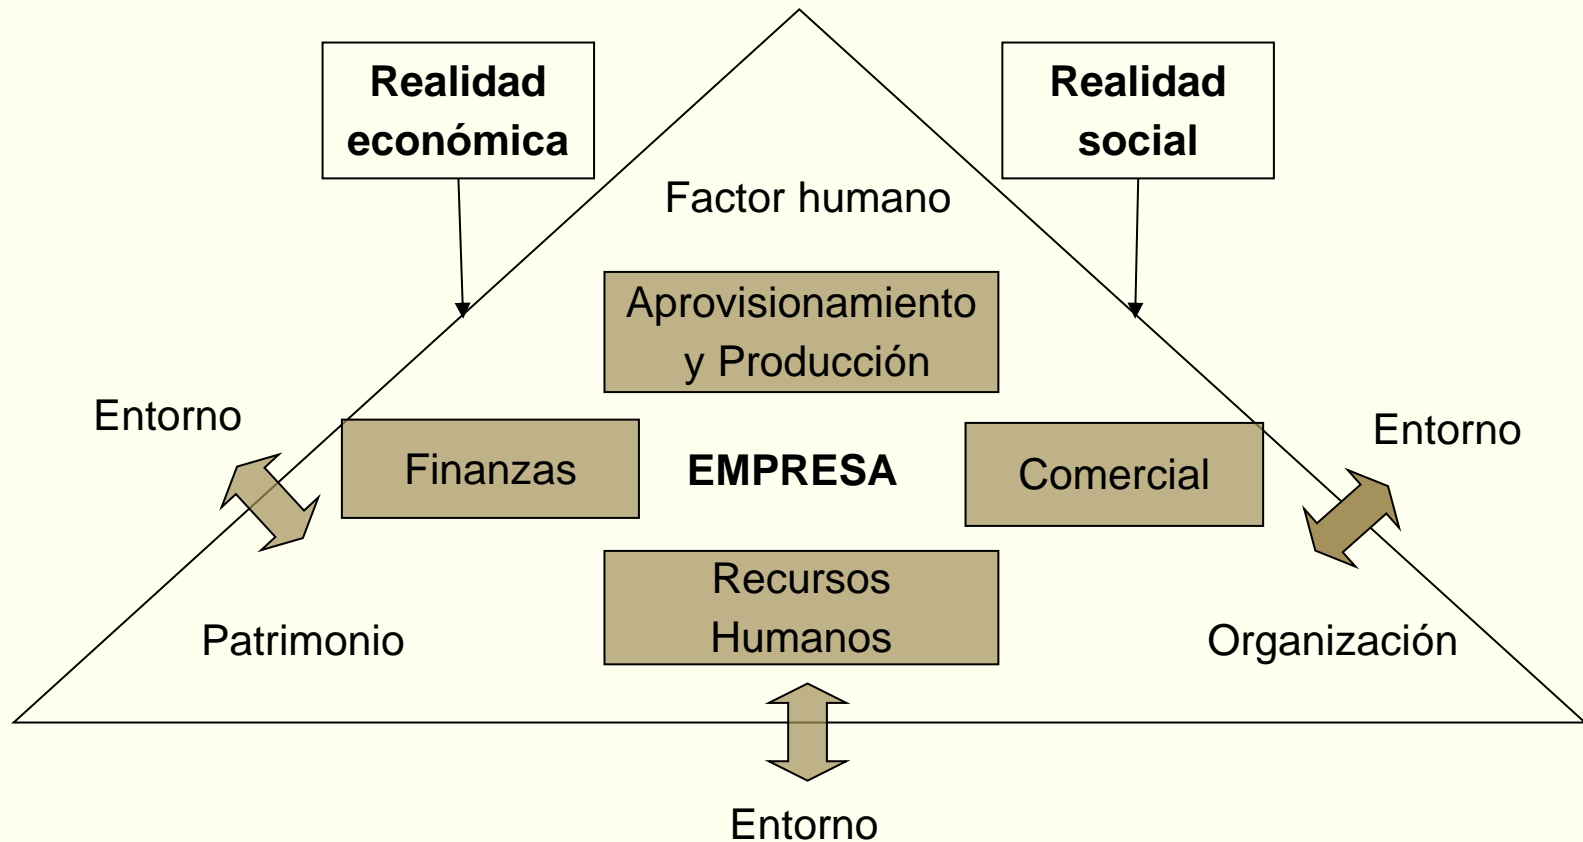 Realidad
económica
Realidad
social
Factor humano
Aprovisionamiento
y Producción
Entorno
Finanzas
EMPRESA
Comercial
Entorno
Recursos
Humanos
Patrimonio
Organización
Entorno